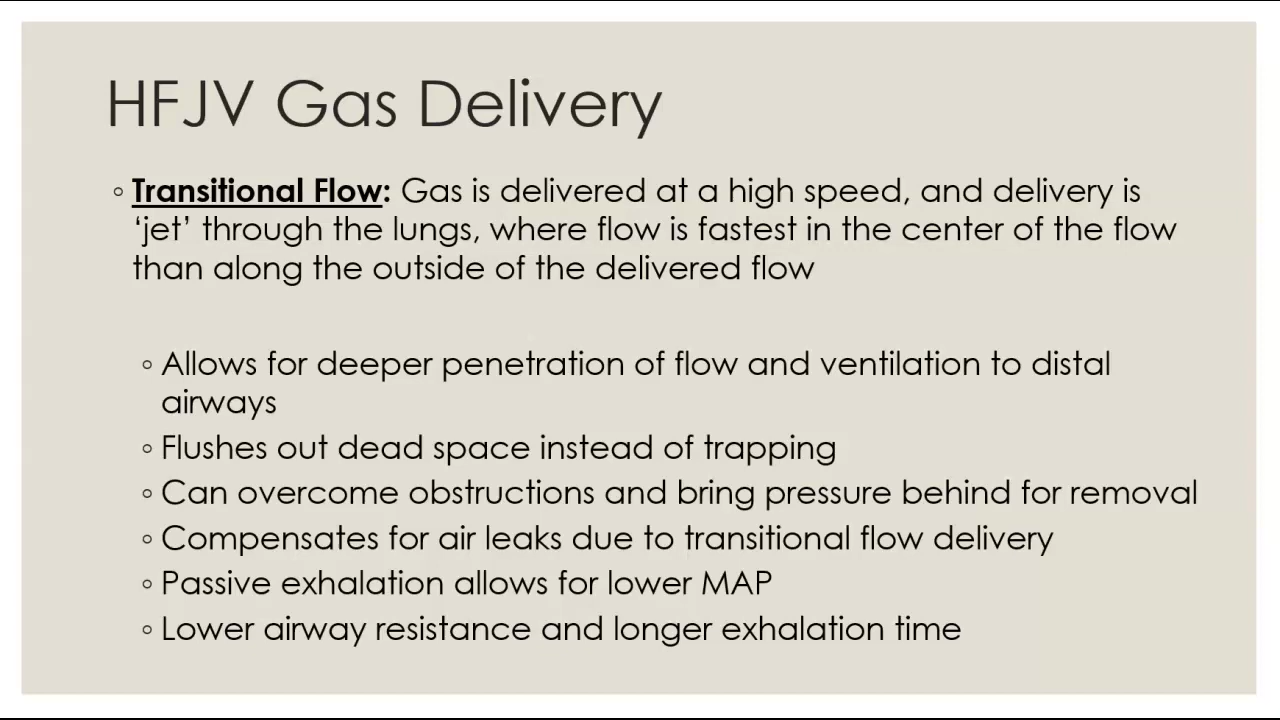 HFJV Gas Delivery
◦ Transitional Flow: Gas is delivered at a high speed, and delivery is
‘jet’ through the lungs, where flow is fastest in the center of the flow
than along the outside of the delivered flow
◦ Allows for deeper penetration of flow and ventilation to distal
airways
◦ Flushes out dead space instead of trapping
◦ Can overcome obstructions and bring pressure behind for removal
◦ Compensates for air leaks due to transitional flow delivery
◦ Passive exhalation allows for lower MAP
◦ Lower airway resistance and longer exhalation time